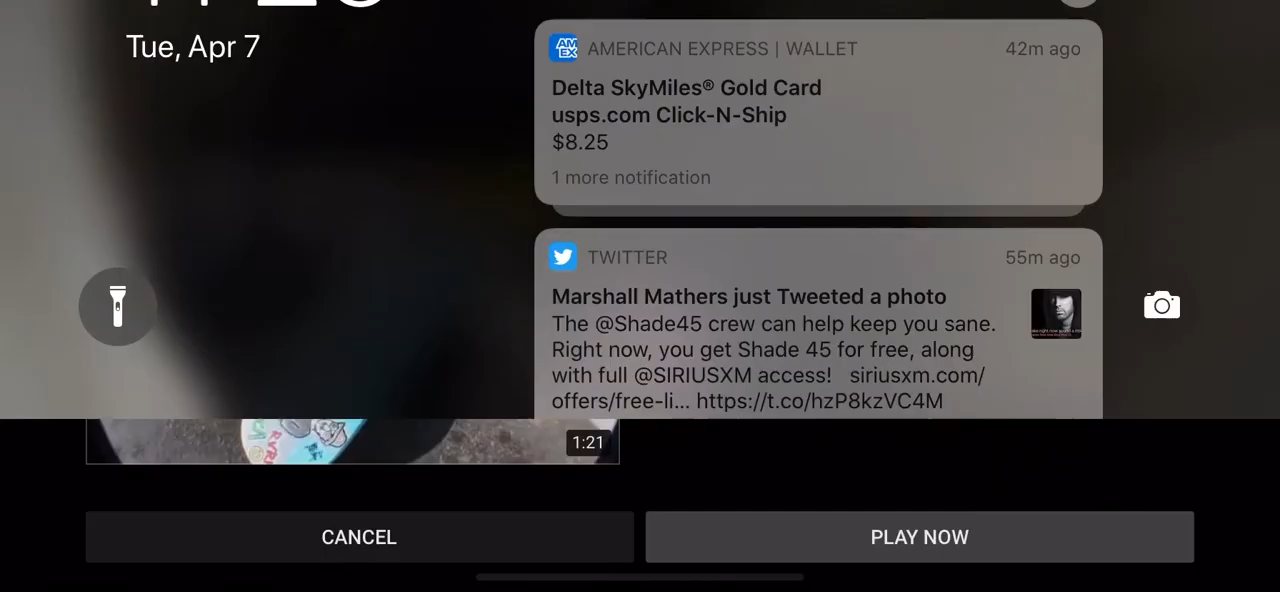 Tue, Apr 7
AM
EX
AMERICAN EXPRESS | WALLET
42m ago
Delta SkyMiles® Gold Card
usps.com Click-N-Ship
$8.25
1 more notification
TWITTER
55m ago
Marshall Mathers just Tweeted a photo
The @Shade45 crew can help keep you sane.
Right now, you get Shade 45 for free, along
with full @SIRIUSXM access! siriusxm.com/
offers/free-li... https://t.co/hzP8kzVC4M
1:21
CANCEL
PLAY NOW